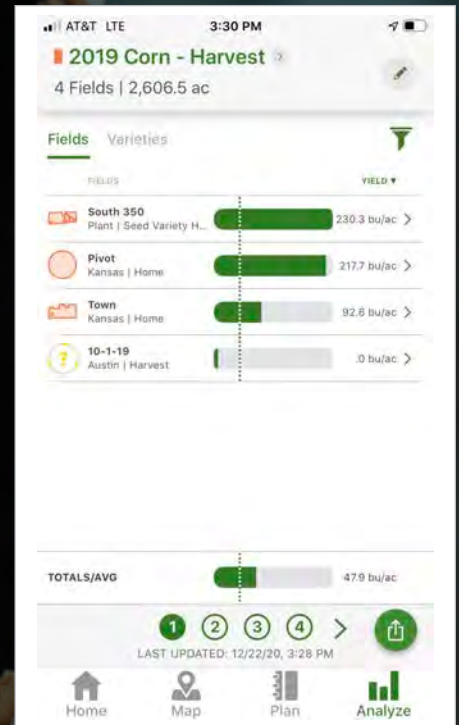 AT&T LTE 3:30 PM
2019 Corn - Harvest
4 Fields | 2,606.5 ac
Fields Varieties
FIELDS YIELD ▼
South 350
Plant | Seed Variety H... 230.3 bu/ac
Pivot
Kansas | Home 217.7 bu/ac
Town
Kansas | Home 92.6 bu/ac
?
10-1-19
Austin | Harvest .0 bu/ac
TOTALS/AVG 47.9 bu/ac
1 2 3 4 >
LAST UPDATED: 12/22/20, 3:28 PM
Home Map Plan Analyze